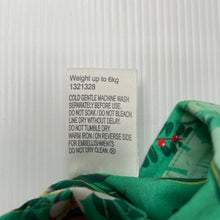 Weight up to 6kg
1321328
COLD GENTLE MACHINE WASH
SEPARATELY BEFORE USE.
DO NOT SOAK / DO NOT BLEACH.
LINE DRY WITHOUT DELAY.
DO NOT TUMBLE DRY.
WARM IRON / ON REVERSE
FOR EMBELLISHMENTS
DO NOT DRY CLEAN.